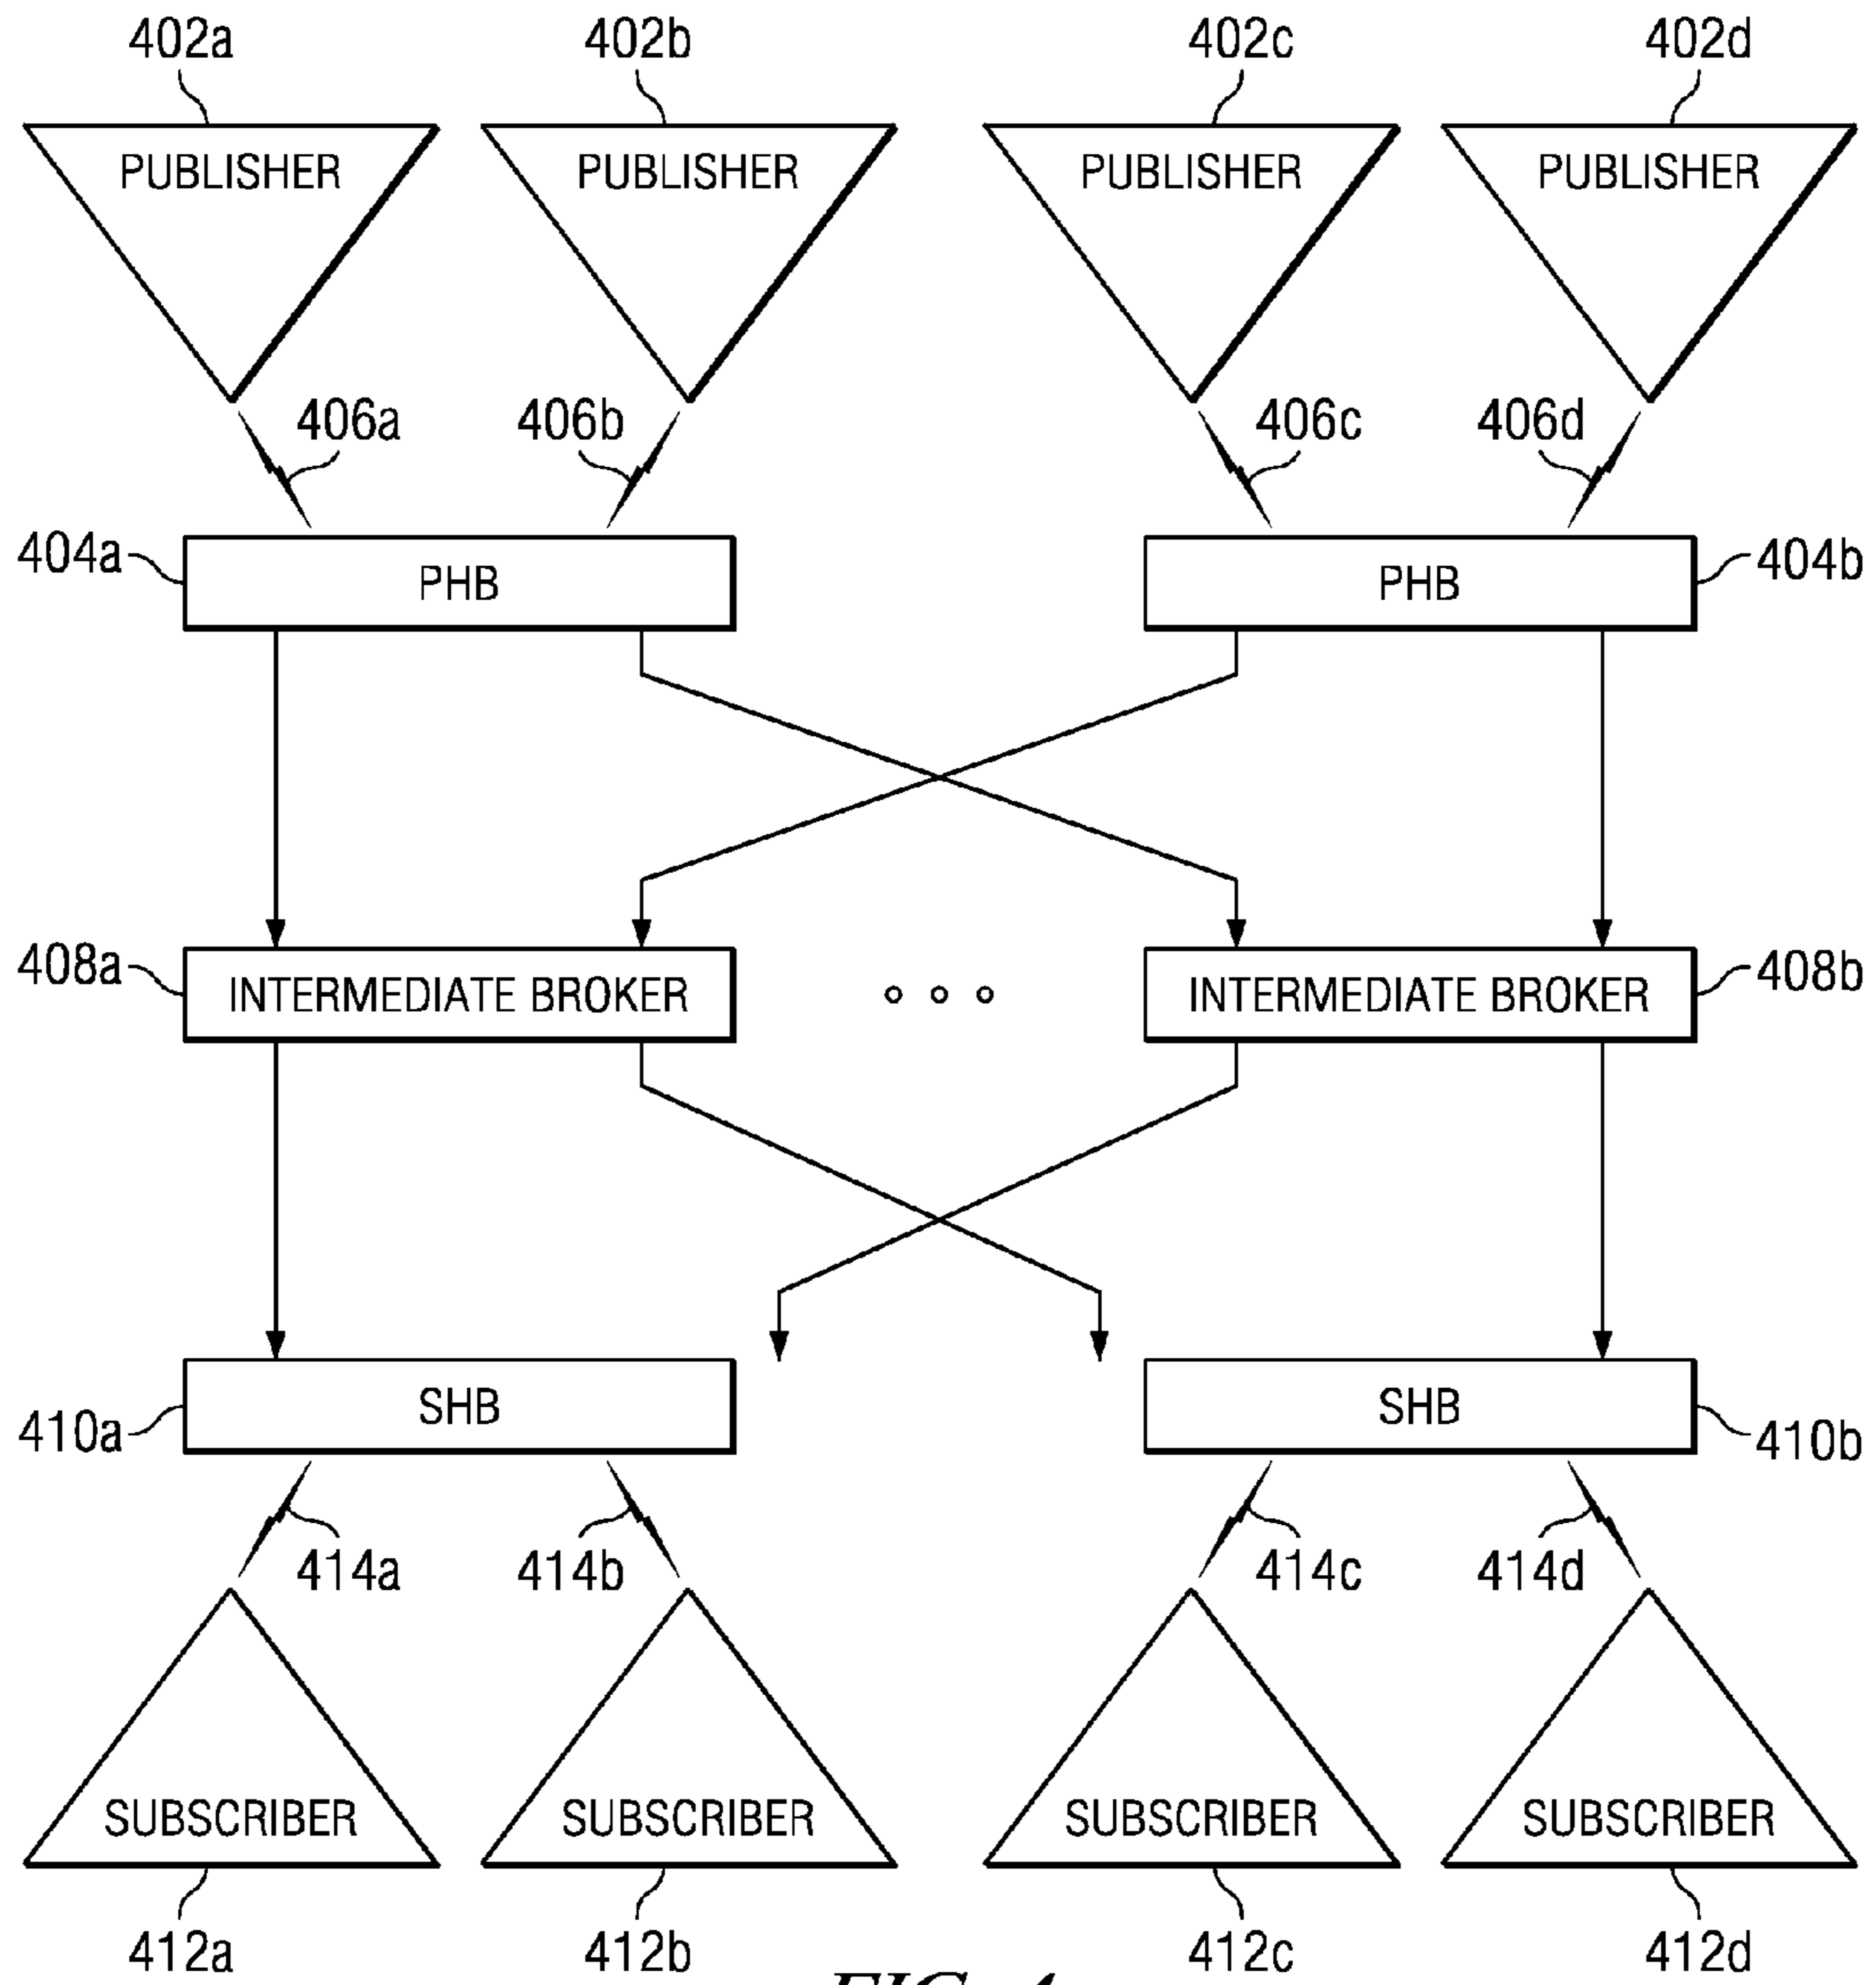 402a 402b 402c 402d
PUBLISHER PUBLISHER PUBLISHER PUBLISHER
406a 406b 406c 406d
404a PHB PHB 404b
408a INTERMEDIATE BROKER INTERMEDIATE BROKER 408b
410a SHB SHB 410b
414a 414b 414c 414d
SUBSCRIBER SUBSCRIBER SUBSCRIBER SUBSCRIBER
412a 412b 412c 412d